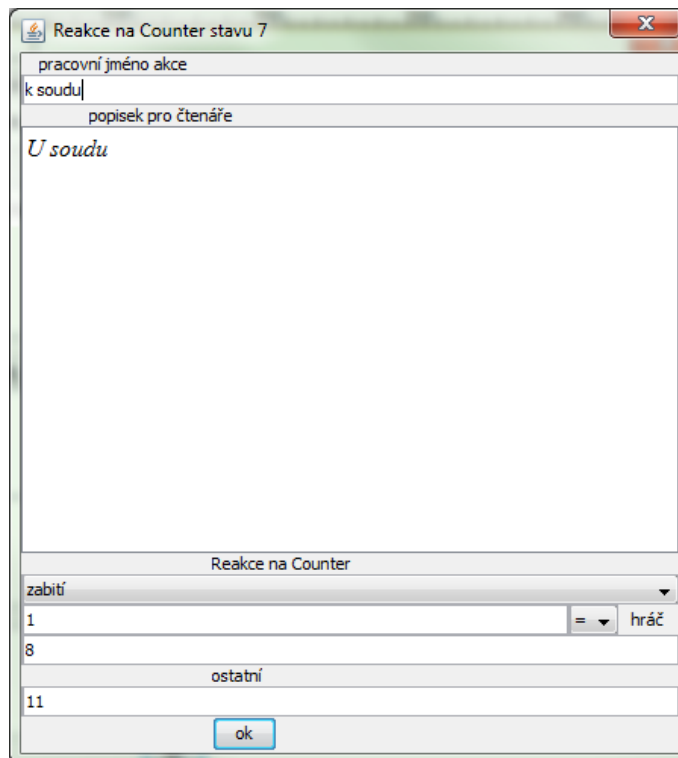 Reakce na Counter stavu 7
pracovní jméno akce
k soudu
popisek pro čtenáře
U soudu
Reakce na Counter
zabití
1 = hráč
8
ostatní
11
ok